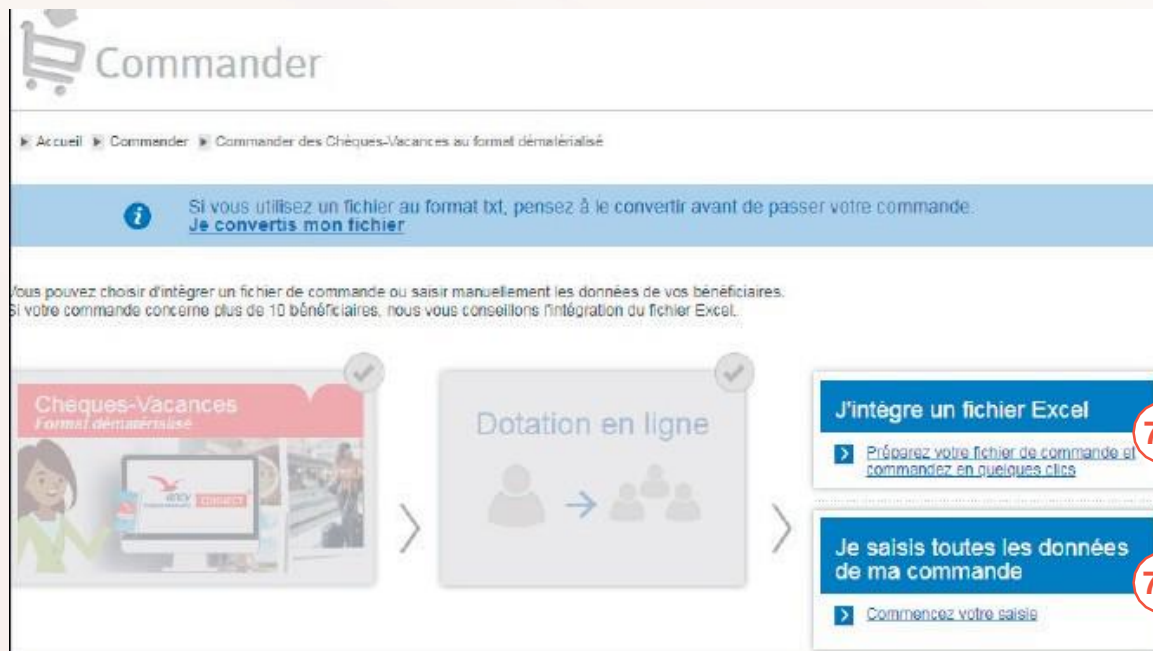 Commander
Accueil Commander Commander des Chèques-Vacances au format dématérialisé
Si vous utilisez un fichier au format txt, pensez à le convertir avant de passer votre commande.
Je convertis mon fichier
Vous pouvez choisir d'intégrer un fichier de commande ou saisir manuellement les données de vos bénéficiaires.
Si votre commande concerne plus de 10 bénéficiaires, nous vous conseillons l'intégration du fichier Excel.
Chèques-Vacances
Format dématérialisé
ancv
CONNECT
Dotation en ligne
J'intègre un fichier Excel
7
Préparez votre fichier de commande et
commandez en quelques clics
Je saisis toutes les données
de ma commande
7
Commencez votre saisie